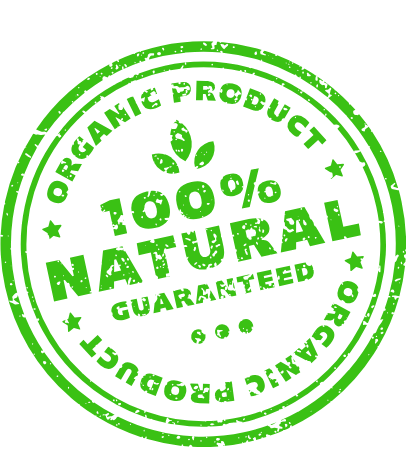 ORGANIC PRODUCT
100%
NATURAL
GUARANTEED
ORGANIC PRODUCT